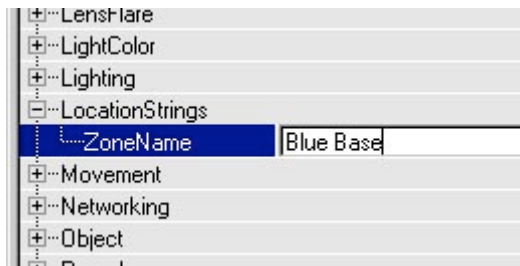 LensFlare
LightColor
Lighting
LocationStrings
ZoneName Blue Base
Movement
Networking
Object